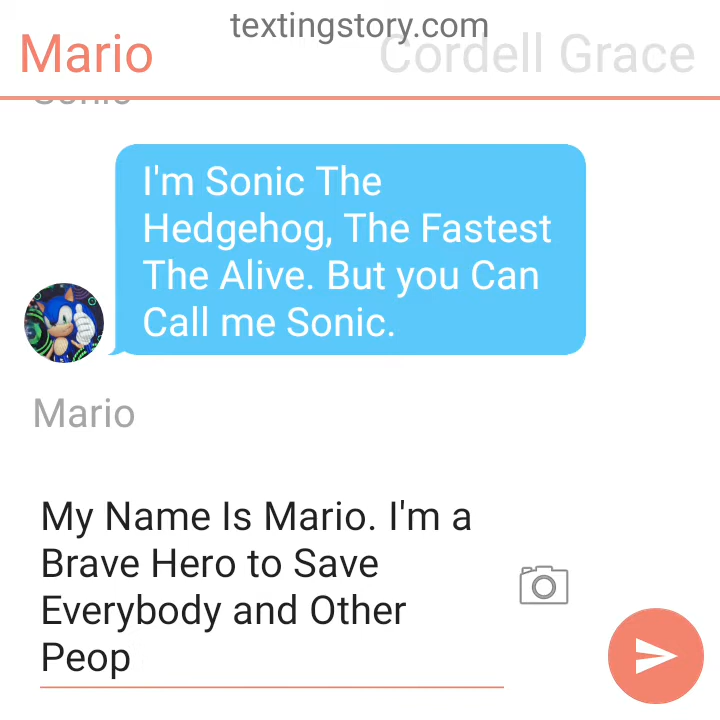 textingstory.com
Mario
Cordell Grace
Sonic
I'm Sonic The
Hedgehog, The Fastest
The Alive. But you Can
Call me Sonic.
Mario
My Name Is Mario. I'm a
Brave Hero to Save
Everybody and Other
Peop